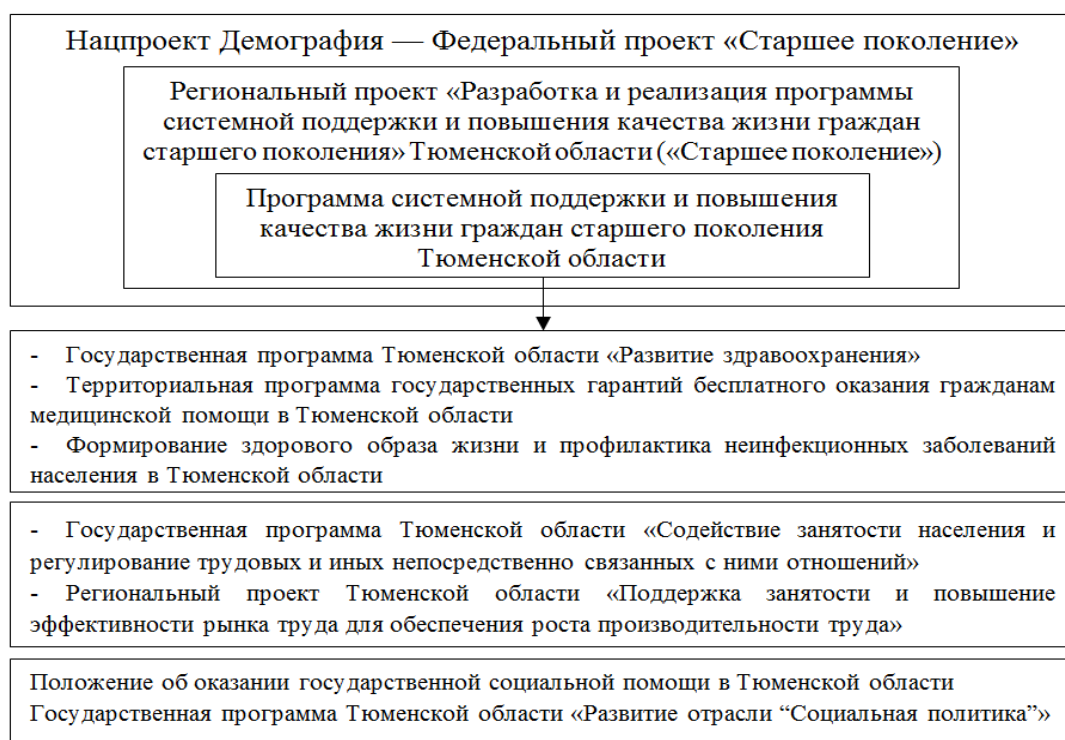 Нацпроект Демография — Федеральный проект «Старшее поколение»
Региональный проект «Разработка и реализация программы
системной поддержки и повышения качества жизни граждан
старшего поколения» Тюменской области («Старшее поколение»)
Программа системной поддержки и повышения
качества жизни граждан старшего поколения
Тюменской области
- Государственная программа Тюменской области «Развитие здравоохранения»
- Территориальная программа государственных гарантий бесплатного оказания гражданам
медицинской помощи в Тюменской области
- Формирование здорового образа жизни и профилактика неинфекционных заболеваний
населения в Тюменской области
- Государственная программа Тюменской области «Содействие занятости населения и
регулирование трудовых и иных непосредственно связанных с ними отношений»
- Региональный проект Тюменской области «Поддержка занятости и повышение
эффективности рынка труда для обеспечения роста производительности труда»
Положение об оказании государственной социальной помощи в Тюменской области
Государственная программа Тюменской области «Развитие отрасли “Социальная политика”»